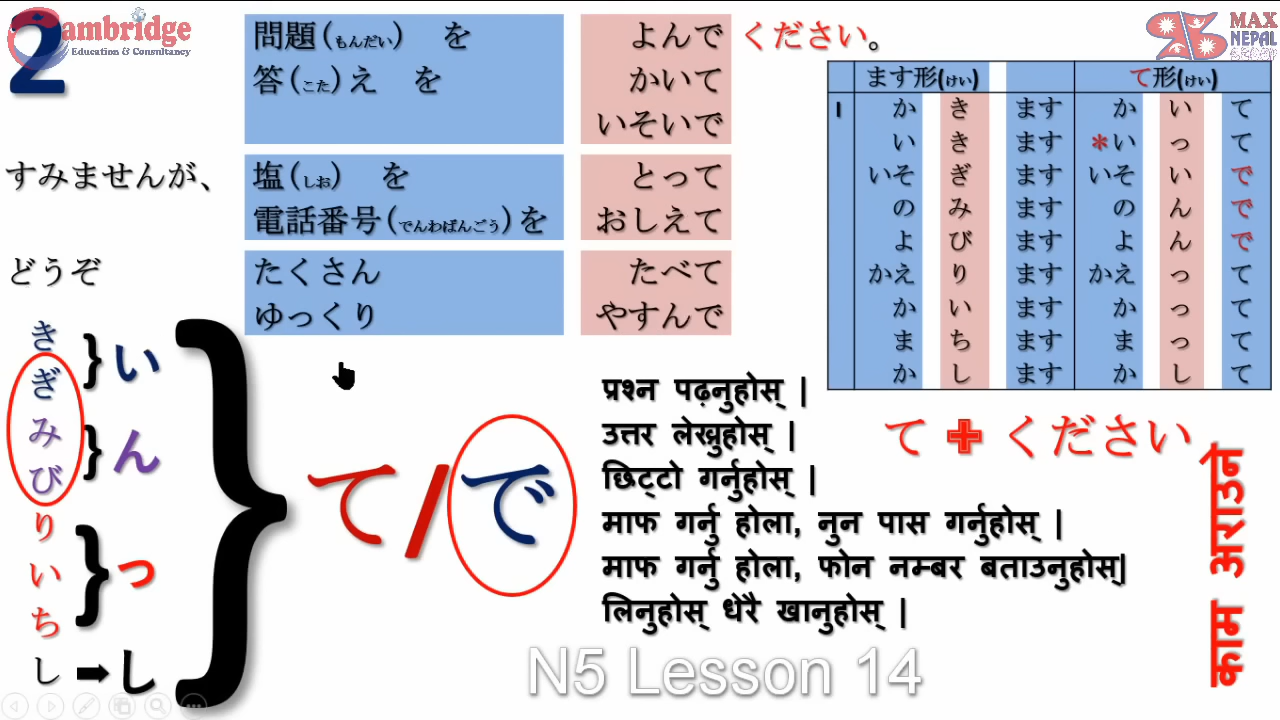 Cambridge
Education & Consultancy
2
MAX
NEPAL
問題(もんだい) を よんで ください。
答(こた)え を かいて
いそいで
すみませんが、 塩(しお) を とって
電話番号(でんわばんごう)を おしえて
どうぞ たくさん たべて
ゆっくり やすんで
ます形(けい) て形(けい)
I か き ます か い て
い き ます *い っ て
いそ ぎ ます いそ い で
の み ます の ん で
よ び ます よ ん で
かえ り ます かえ っ て
か い ます か っ て
ま ち ます ま っ て
か し ます か し て
き
ぎ } い
み
び } ん
り
い } っ
ち
し ➡ し
} て/で
て + ください
प्रश्न पढ़नुहोस् |
उत्तर लेख्नुहोस् |
छिट्टो गर्नुहोस् |
माफ गर्नु होला, नुन पास गर्नुहोस् |
माफ गर्नु होला, फोन नम्बर बताउनुहोस्|
लिनुहोस् धेरै खानुहोस् |
काम अराउने
N5 Lesson 14